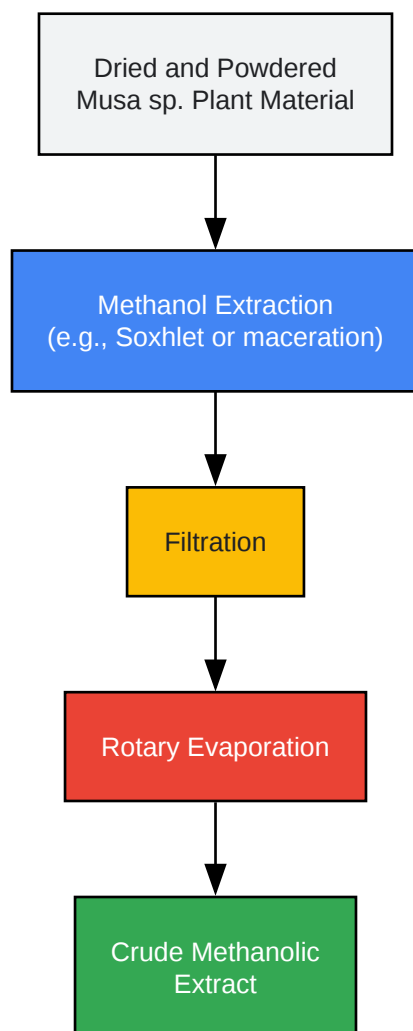 Dried and Powdered
Musa sp. Plant Material
Methanol Extraction
(e.g., Soxhlet or maceration)
Filtration
Rotary Evaporation
Crude Methanolic
Extract